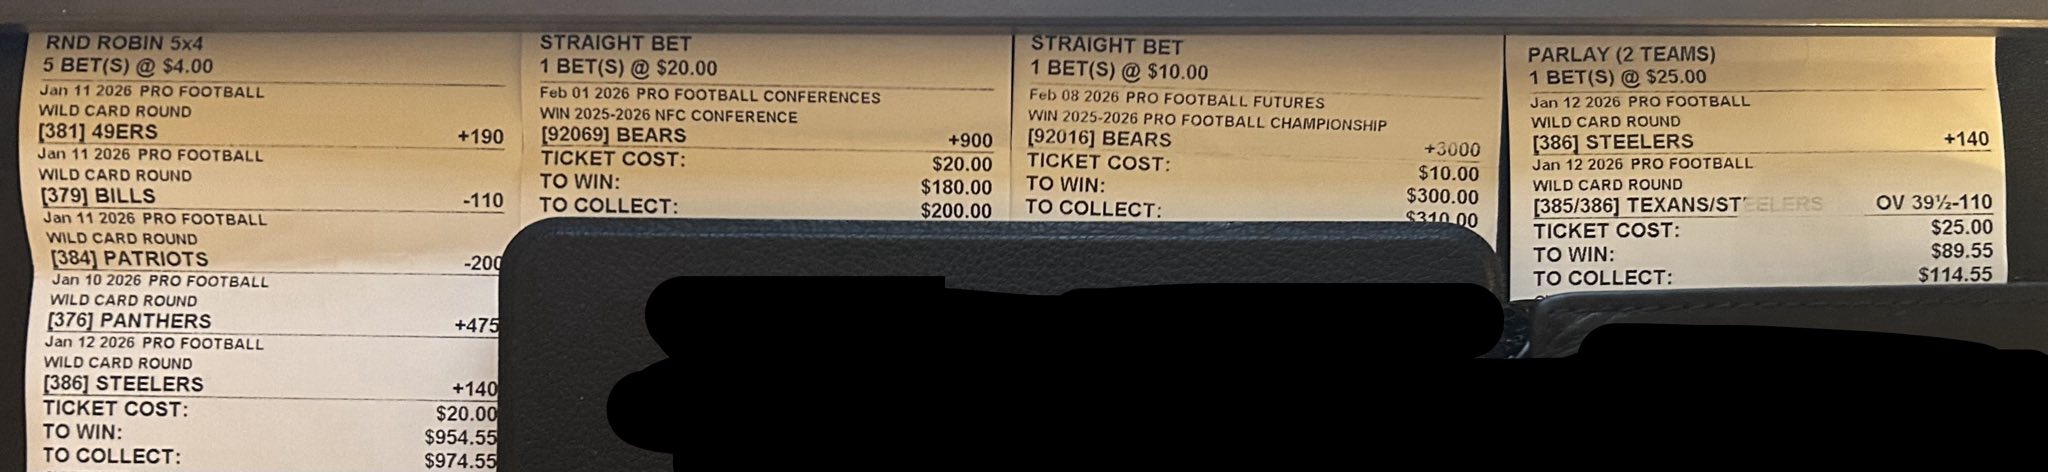 RND ROBIN 5x4
5 BET(S) @ $4.00
Jan 11 2026 PRO FOOTBALL
WILD CARD ROUND
[381] 49ERS +190
Jan 11 2026 PRO FOOTBALL
WILD CARD ROUND
[379] BILLS -110
Jan 11 2026 PRO FOOTBALL
WILD CARD ROUND
[384] PATRIOTS -200
Jan 10 2026 PRO FOOTBALL
WILD CARD ROUND
[376] PANTHERS +475
Jan 12 2026 PRO FOOTBALL
WILD CARD ROUND
[386] STEELERS +140
TICKET COST: $20.00
TO WIN: $954.55
TO COLLECT: $974.55
STRAIGHT BET
1 BET(S) @ $20.00
Feb 01 2026 PRO FOOTBALL CONFERENCES
WIN 2025-2026 NFC CONFERENCE
[92069] BEARS +900
TICKET COST: $20.00
TO WIN: $180.00
TO COLLECT: $200.00
STRAIGHT BET
1 BET(S) @ $10.00
Feb 08 2026 PRO FOOTBALL FUTURES
WIN 2025-2026 PRO FOOTBALL CHAMPIONSHIP
[92016] BEARS +3000
TICKET COST: $10.00
TO WIN: $300.00
TO COLLECT: $310.00
PARLAY (2 TEAMS)
1 BET(S) @ $25.00
Jan 12 2026 PRO FOOTBALL
WILD CARD ROUND
[386] STEELERS +140
Jan 12 2026 PRO FOOTBALL
WILD CARD ROUND
[385/386] TEXANS/STEELERS OV 39½-110
TICKET COST: $25.00
TO WIN: $89.55
TO COLLECT: $114.55